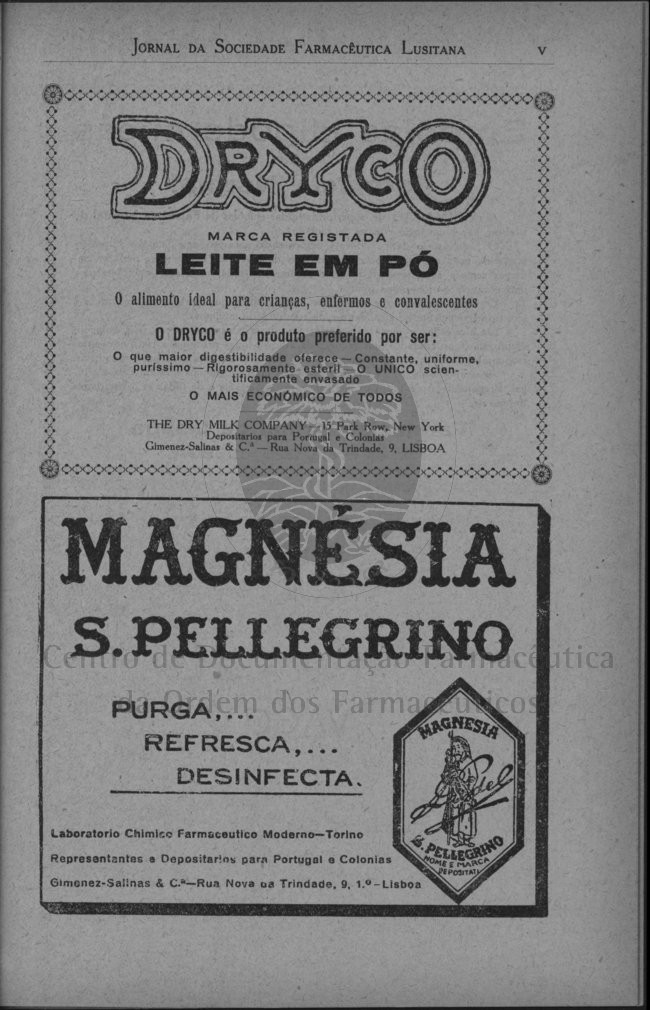 JORNAL DA SOCIEDADE FARMACÊUTICA LUSITANA V
DRYCO
MARCA REGISTADA
LEITE EM PÓ
O alimento ideal para crianças, enfermos e convalescentes
O DRYCO é o produto preferido por ser:
O que maior digestibilidade oferece — Constante, uniforme,
puríssimo — Rigorosamente esteril — O UNICO scien-
tificamente envasado
O MAIS ECONÓMICO DE TODOS
THE DRY MILK COMPANY — 15 Park Row, New York
Depositarios para Portugal e Colonias
Gimenez-Salinas & C.ª — Rua Nova da Trindade, 9, LISBOA
MAGNÉSIA
S. PELLEGRINO
Centro de Documentação Farmacêutica
da Ordem dos Farmacêuticos
PURGA,...
REFRESCA,...
DESINFECTA.
MAGNESIA
S. PELLEGRINO
NOME E MARCA
DEPOSITATI
Laboratorio Chimico Farmaceutico Moderno—Torino
Representantes e Depositarios para Portugal e Colonias
Gimenez-Salinas & C.ª—Rua Nova da Trindade, 9, 1.º-Lisboa